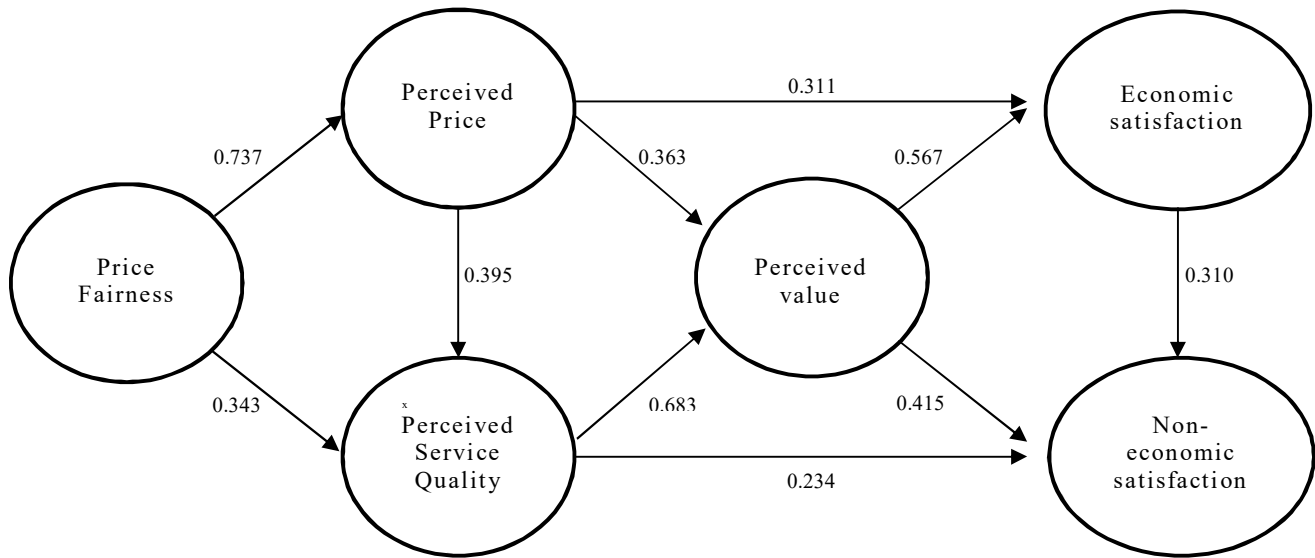 0.311
Perceived
Price
Economic
satisfaction
0.737
0.363
0.567
Price
Fairness
0.395
Perceived
value
0.310
0.343
x
Perceived
Service
Quality
0.683
0.415
Non-
economic
satisfaction
0.234